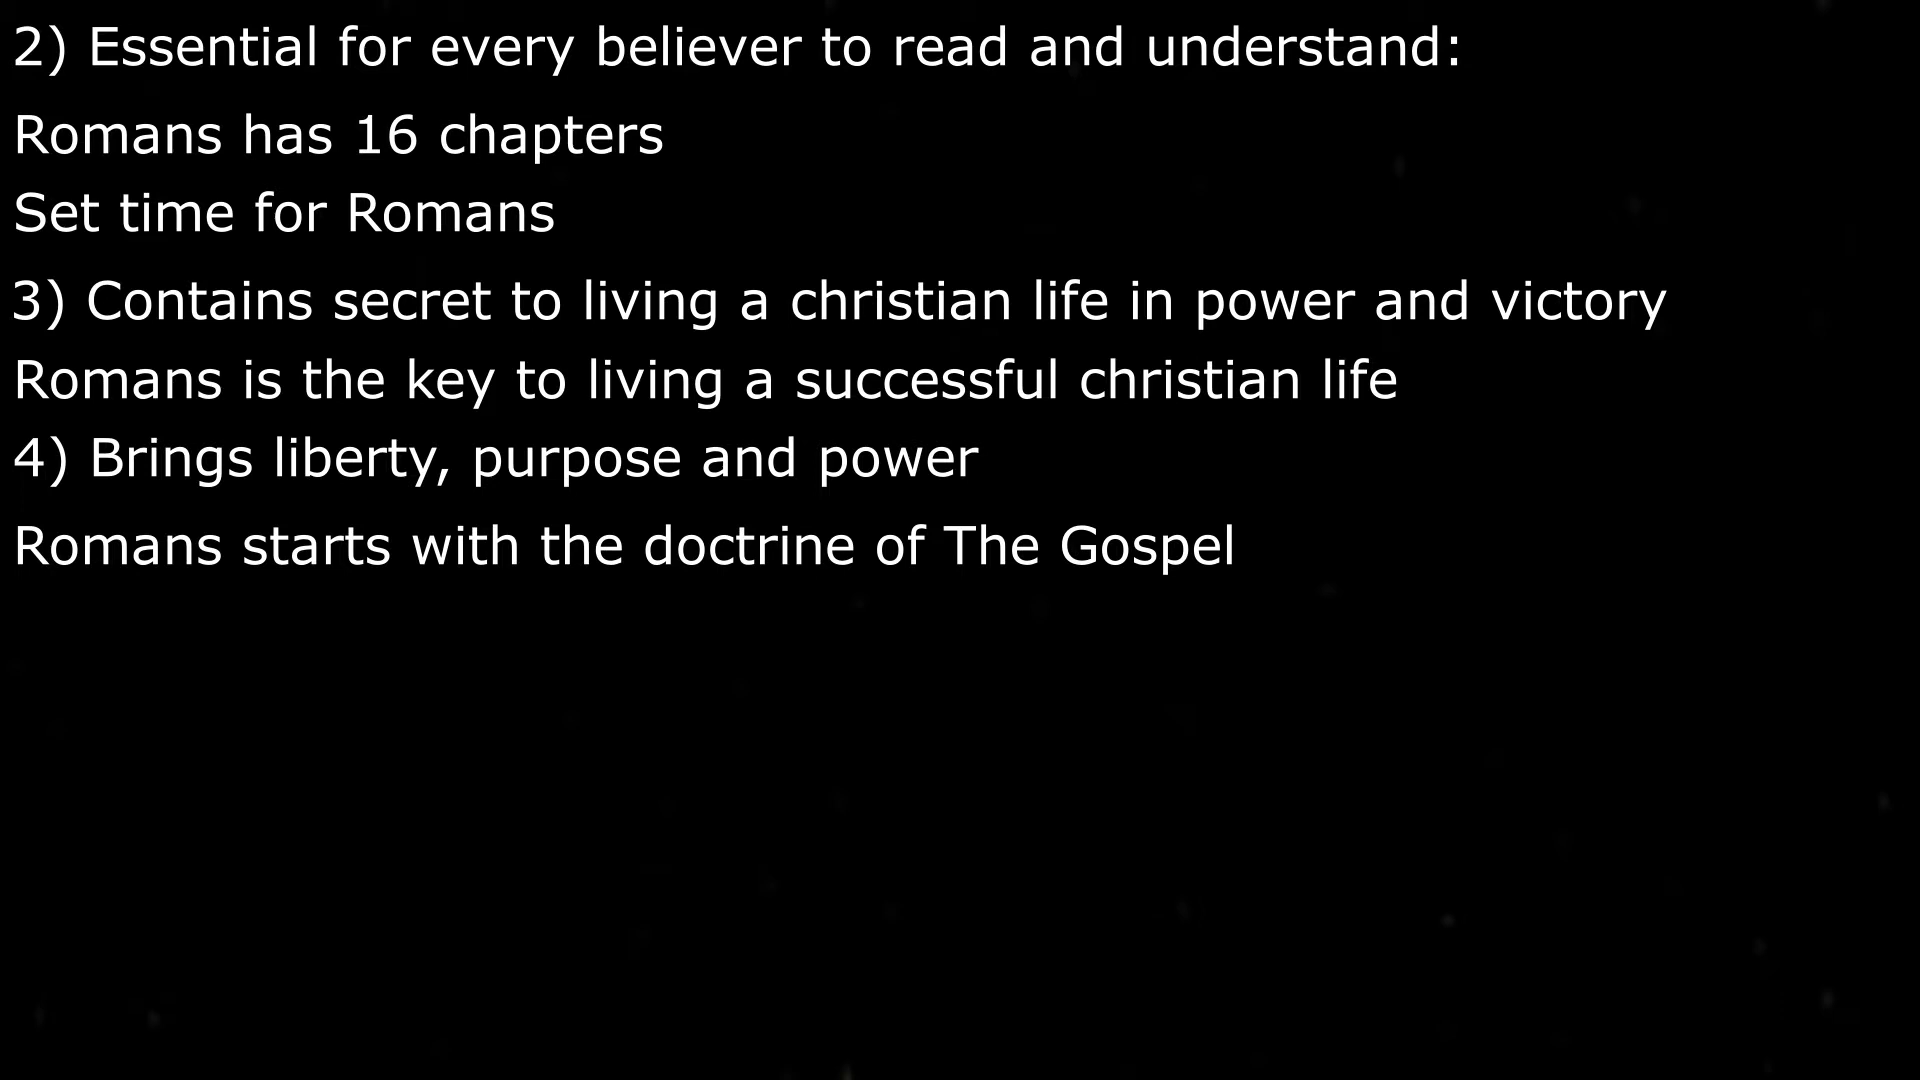 2) Essential for every believer to read and understand:
Romans has 16 chapters
Set time for Romans
3) Contains secret to living a christian life in power and victory
Romans is the key to living a successful christian life
4) Brings liberty, purpose and power
Romans starts with the doctrine of The Gospel